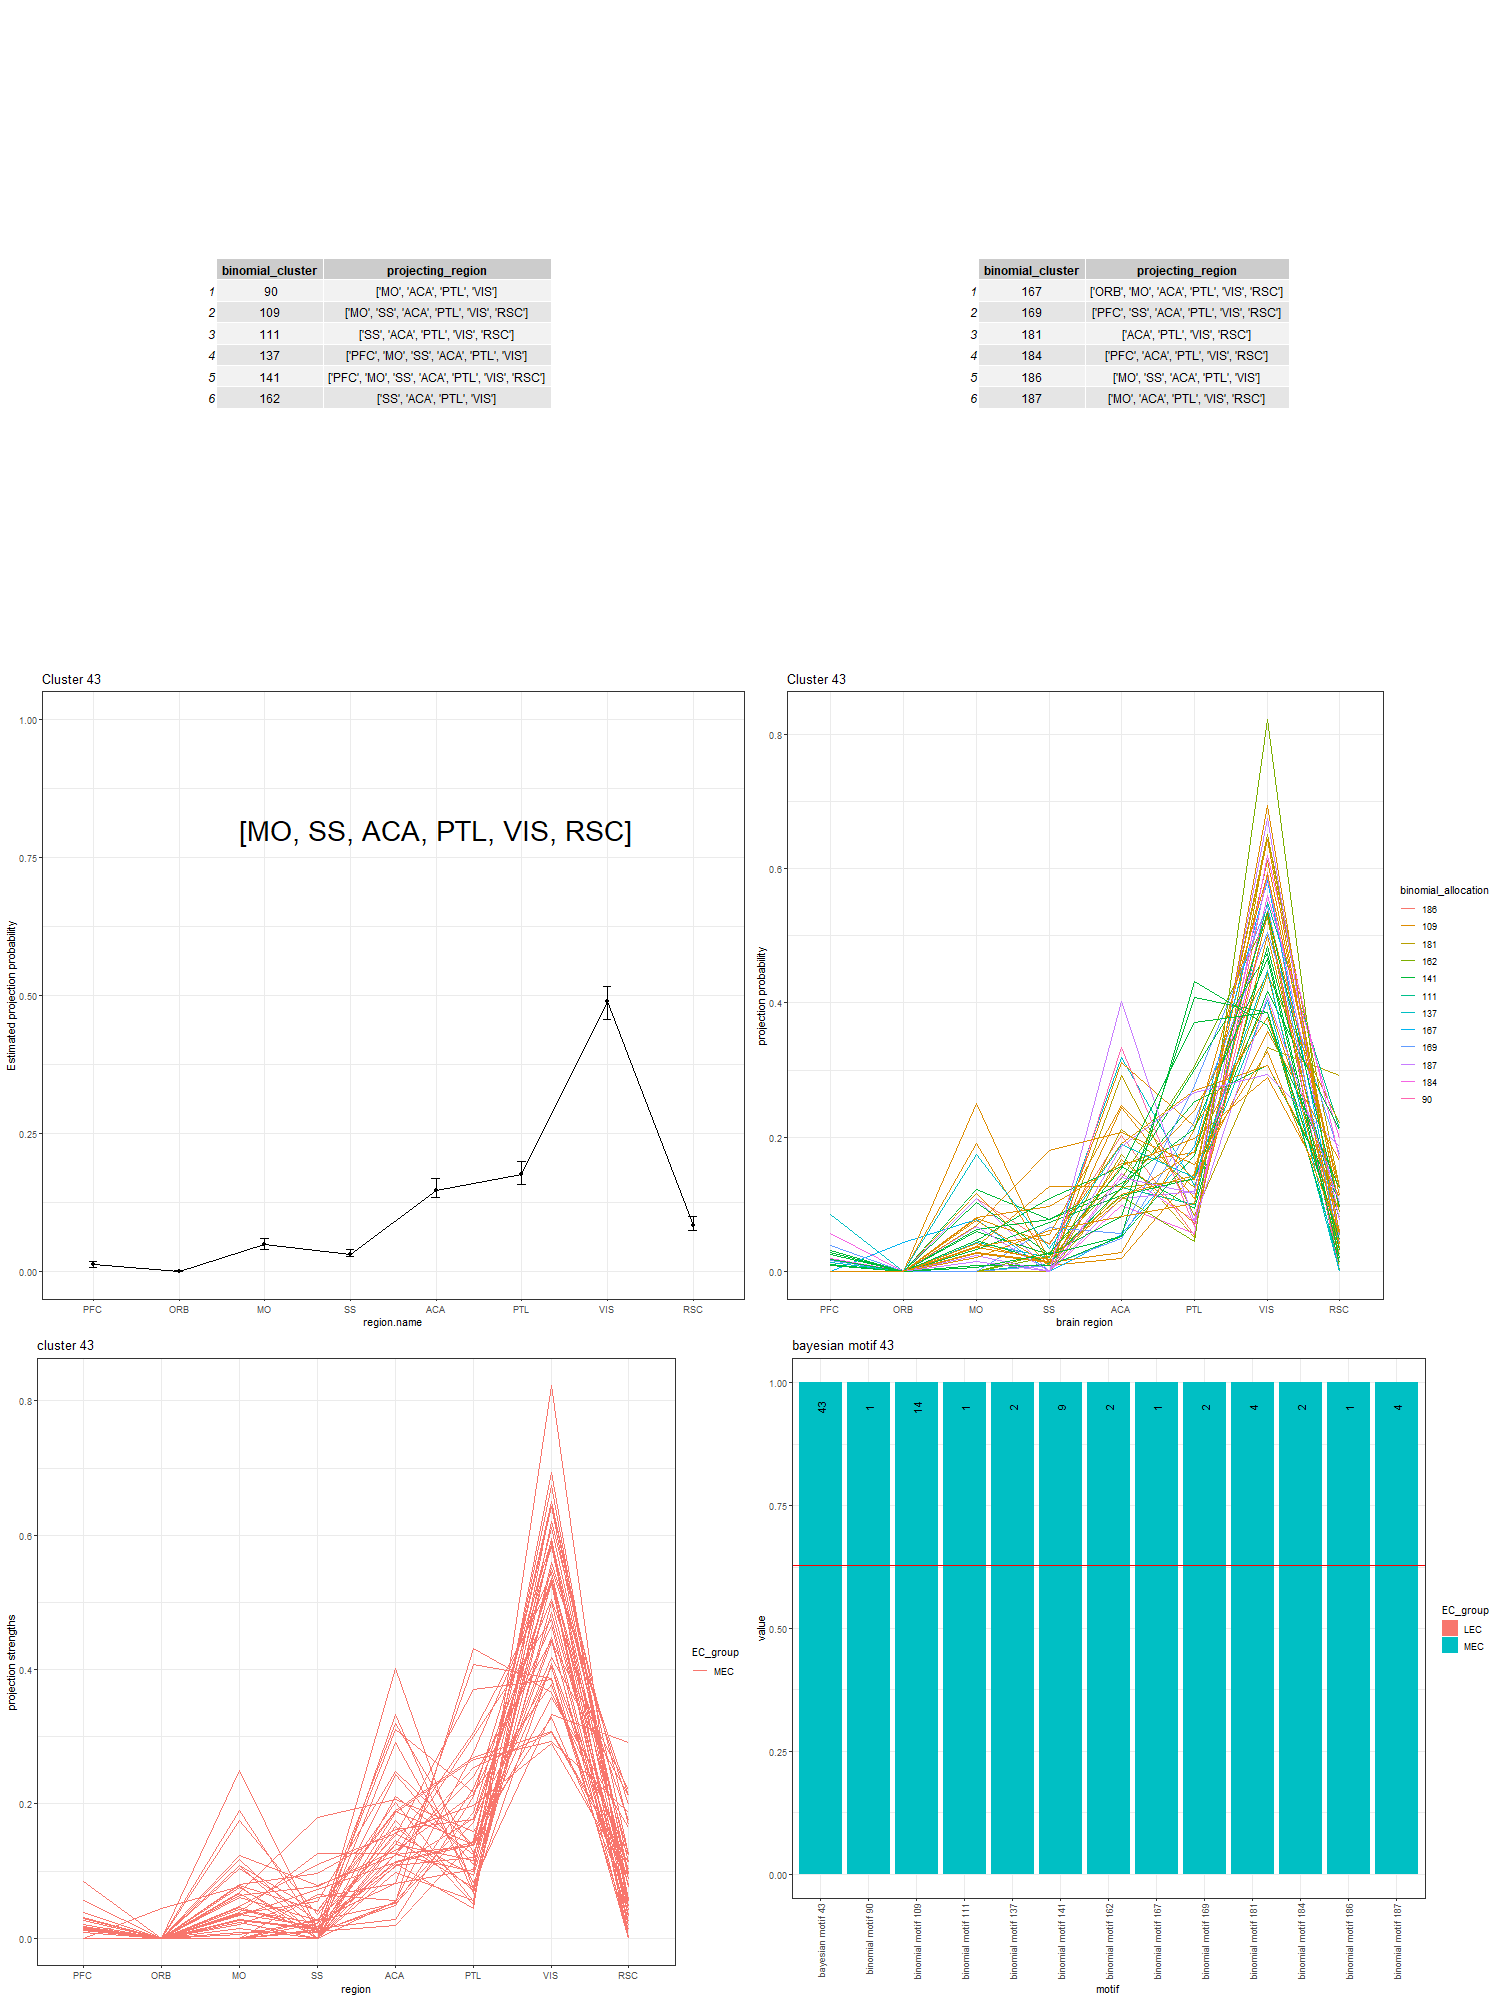 binomial_cluster projecting_region
1 90 ['MO', 'ACA', 'PTL', 'VIS']
2 109 ['MO', 'SS', 'ACA', 'PTL', 'VIS', 'RSC']
3 111 ['SS', 'ACA', 'PTL', 'VIS', 'RSC']
4 137 ['PFC', 'MO', 'SS', 'ACA', 'PTL', 'VIS']
5 141 ['PFC', 'MO', 'SS', 'ACA', 'PTL', 'VIS', 'RSC']
6 162 ['SS', 'ACA', 'PTL', 'VIS']
binomial_cluster projecting_region
1 167 ['ORB', 'MO', 'ACA', 'PTL', 'VIS', 'RSC']
2 169 ['PFC', 'SS', 'ACA', 'PTL', 'VIS', 'RSC']
3 181 ['ACA', 'PTL', 'VIS', 'RSC']
4 184 ['PFC', 'ACA', 'PTL', 'VIS', 'RSC']
5 186 ['MO', 'SS', 'ACA', 'PTL', 'VIS']
6 187 ['MO', 'ACA', 'PTL', 'VIS', 'RSC']
Cluster 43
Estimated projection probability
1.00
0.75
0.50
0.25
0.00
[MO, SS, ACA, PTL, VIS, RSC]
PFC ORB MO SS ACA PTL VIS RSC
region.name
Cluster 43
projection probability
0.8
0.6
0.4
0.2
0.0
PFC ORB MO SS ACA PTL VIS RSC
brain region
binomial_allocation
186
109
181
162
141
111
137
167
169
187
184
90
cluster 43
projection strengths
0.8
0.6
0.4
0.2
0.0
PFC ORB MO SS ACA PTL VIS RSC
region
EC_group
MEC
bayesian motif 43
value
1.00
0.75
0.50
0.25
0.00
43 1 14 1 2 9 2 1 2 4 2 1 4
bayesian motif 43
binomial motif 90
binomial motif 109
binomial motif 111
binomial motif 137
binomial motif 141
binomial motif 162
binomial motif 167
binomial motif 169
binomial motif 181
binomial motif 184
binomial motif 186
binomial motif 187
motif
EC_group
LEC
MEC